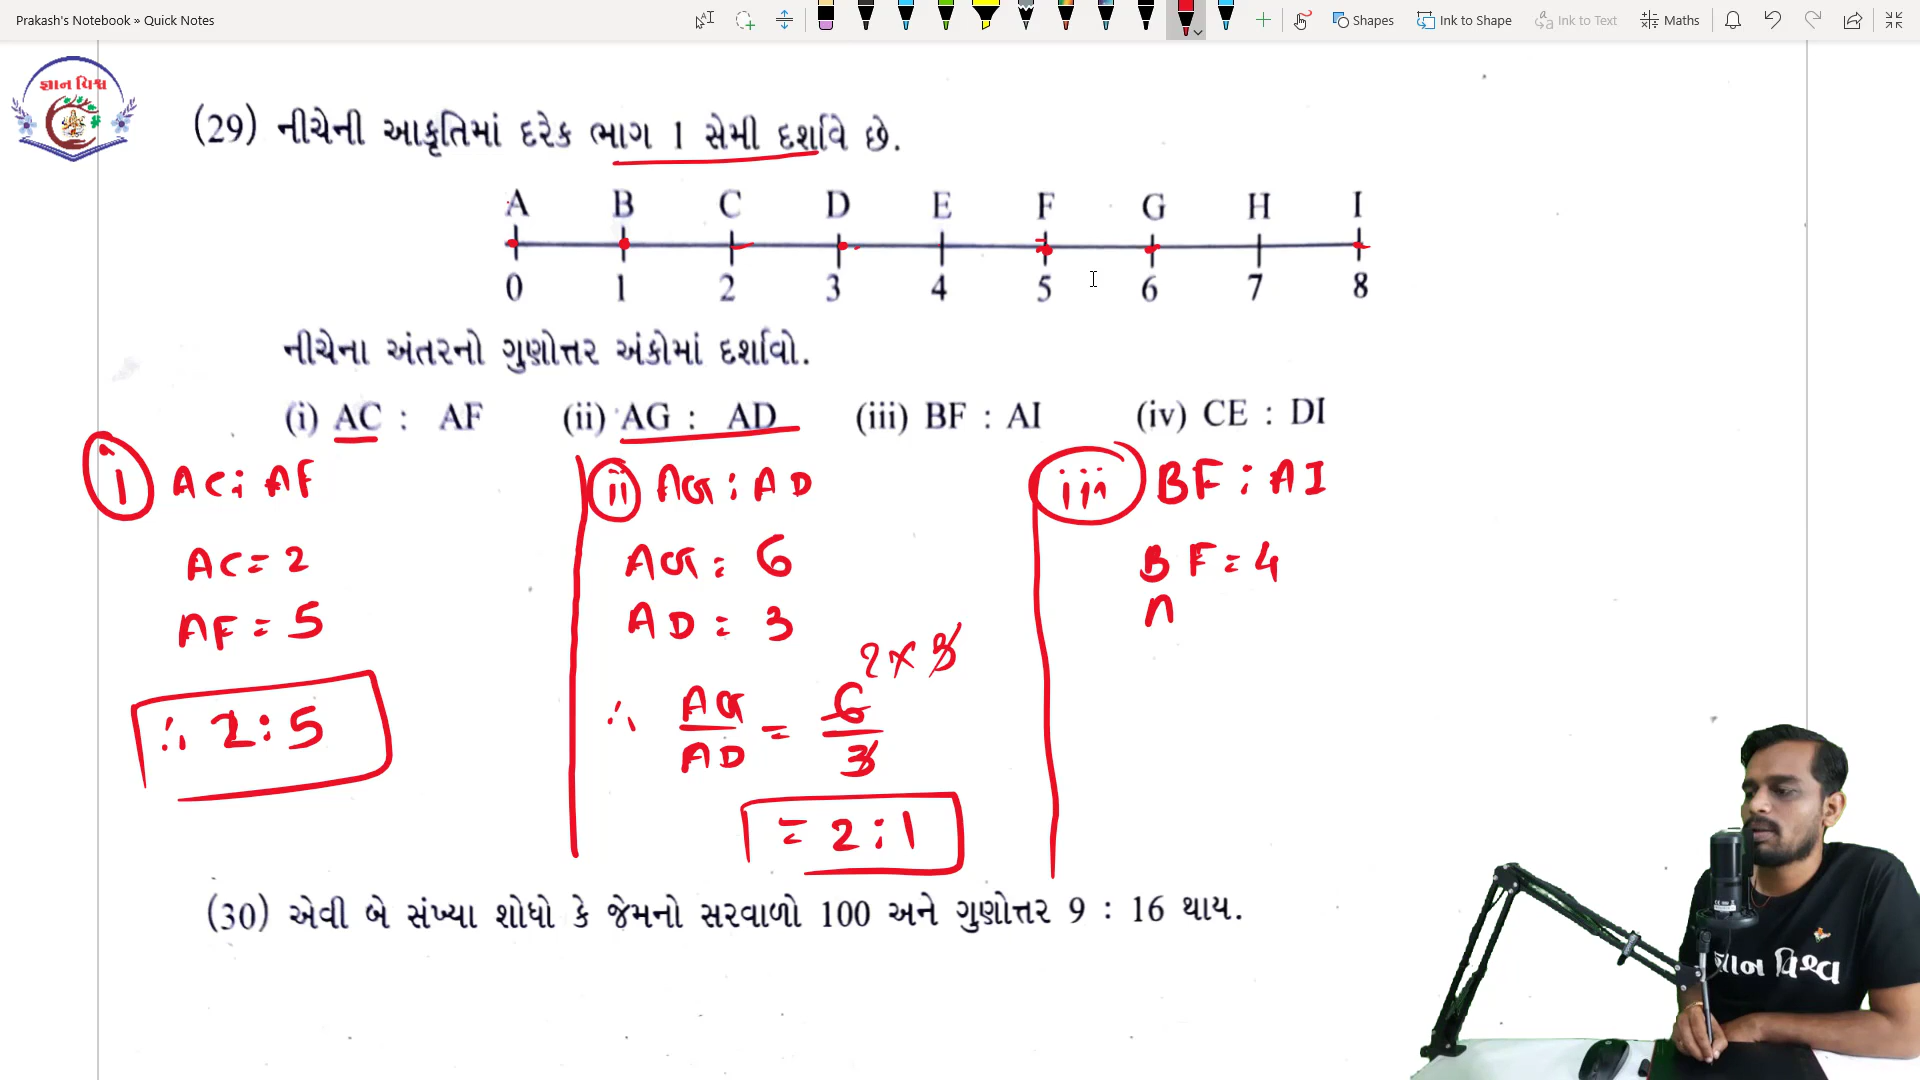 Prakash's Notebook » Quick Notes
Shapes Ink to Shape Ink to Text Maths
જ્ઞાન વિશ્વ
(29) નીચેની આકૃતિમાં દરેક ભાગ 1 સેમી દર્શાવે છે.
A B C D E F G H I
0 1 2 3 4 5 6 7 8
નીચેના અંતરનો ગુણોત્તર અંકોમાં દર્શાવો.
(i) AC : AF (ii) AG : AD (iii) BF : AI (iv) CE : DI
i AC : AF
AC = 2
AF = 5
∴ 2 : 5
ii AG : AD
AG = 6
AD = 3
2 × 3
∴ AG/AD = 6/3
= 2 : 1
iii BF : AI
BF = 4
A
(30) એવી બે સંખ્યા શોધો કે જેમનો સરવાળો 100 અને ગુણોત્તર 9 : 16 થાય.
જ્ઞાન વિશ્વ